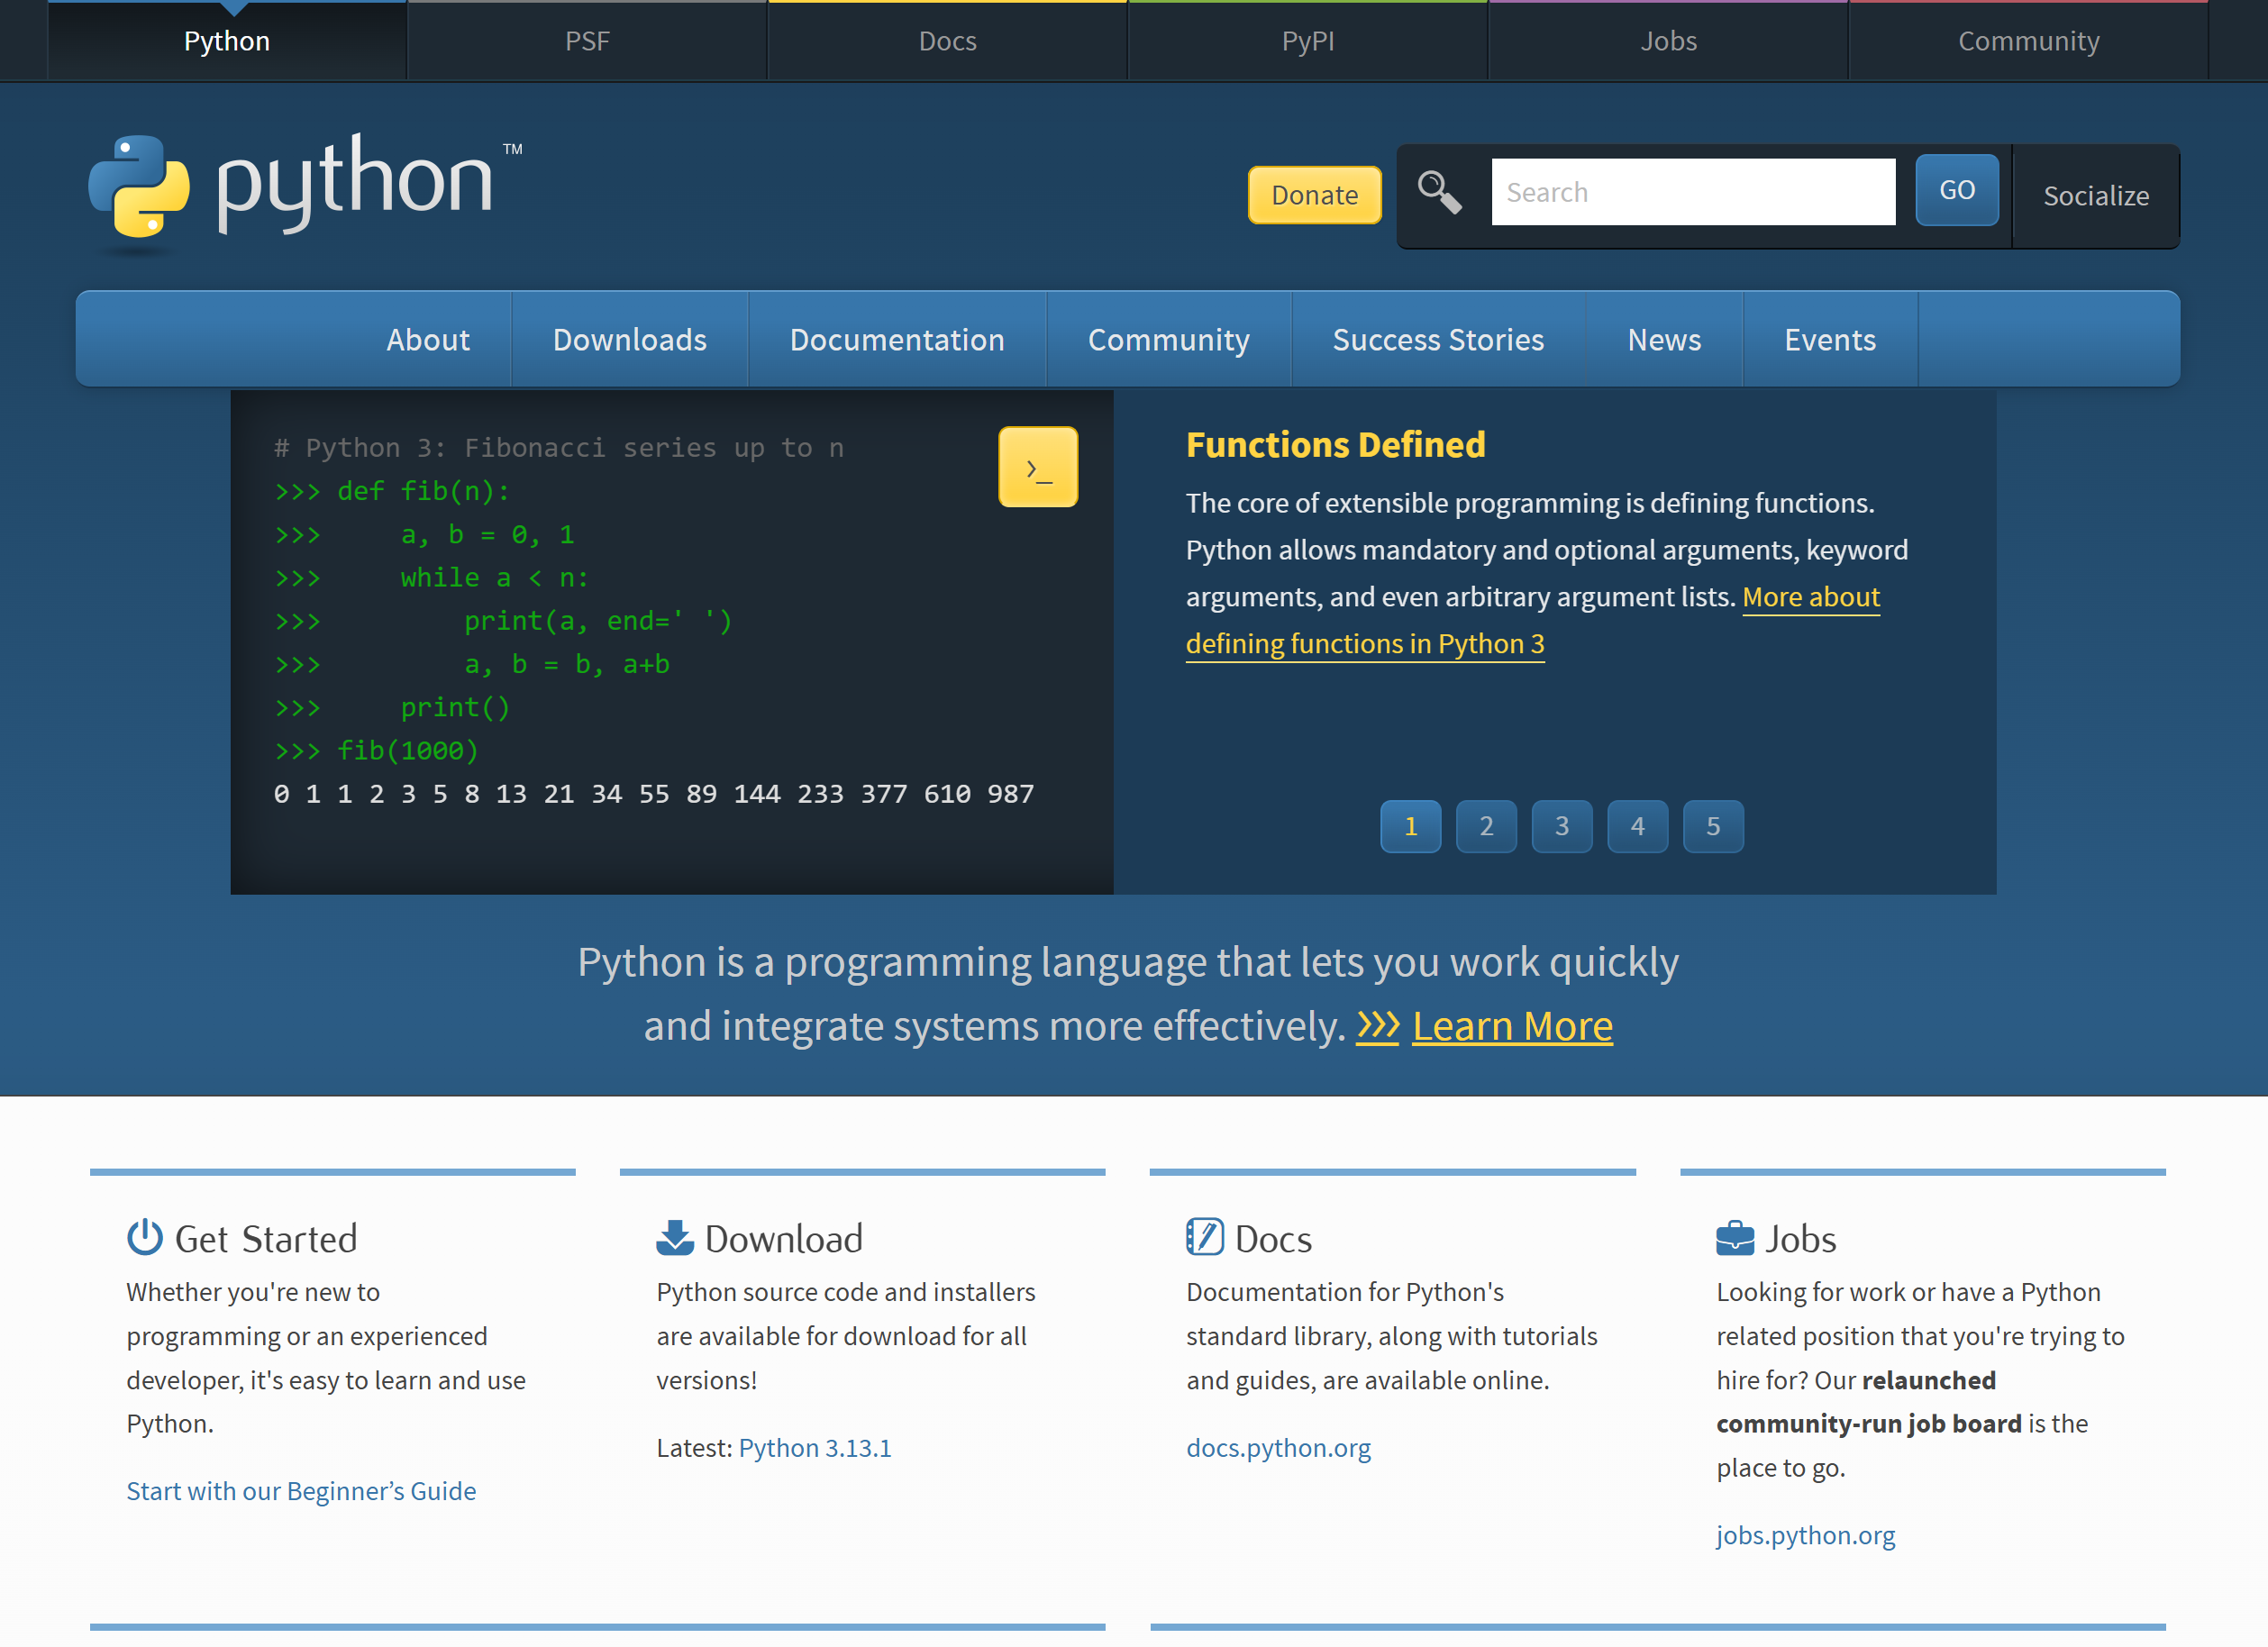 Python
PSF
Docs
PyPI
Jobs
Community
python™
Donate
Search
GO
Socialize
About
Downloads
Documentation
Community
Success Stories
News
Events
# Python 3: Fibonacci series up to n
>>> def fib(n):
>>>     a, b = 0, 1
>>>     while a < n:
>>>         print(a, end=' ')
>>>         a, b = b, a+b
>>>     print()
>>> fib(1000)
0 1 1 2 3 5 8 13 21 34 55 89 144 233 377 610 987
>_
Functions Defined
The core of extensible programming is defining functions.
Python allows mandatory and optional arguments, keyword
arguments, and even arbitrary argument lists. More about
defining functions in Python 3
1 2 3 4 5
Python is a programming language that lets you work quickly
and integrate systems more effectively. >>> Learn More
Get Started
Whether you're new to
programming or an experienced
developer, it's easy to learn and use
Python.
Start with our Beginner’s Guide
Download
Python source code and installers
are available for download for all
versions!
Latest: Python 3.13.1
Docs
Documentation for Python's
standard library, along with tutorials
and guides, are available online.
docs.python.org
Jobs
Looking for work or have a Python
related position that you're trying to
hire for? Our relaunched
community-run job board is the
place to go.
jobs.python.org